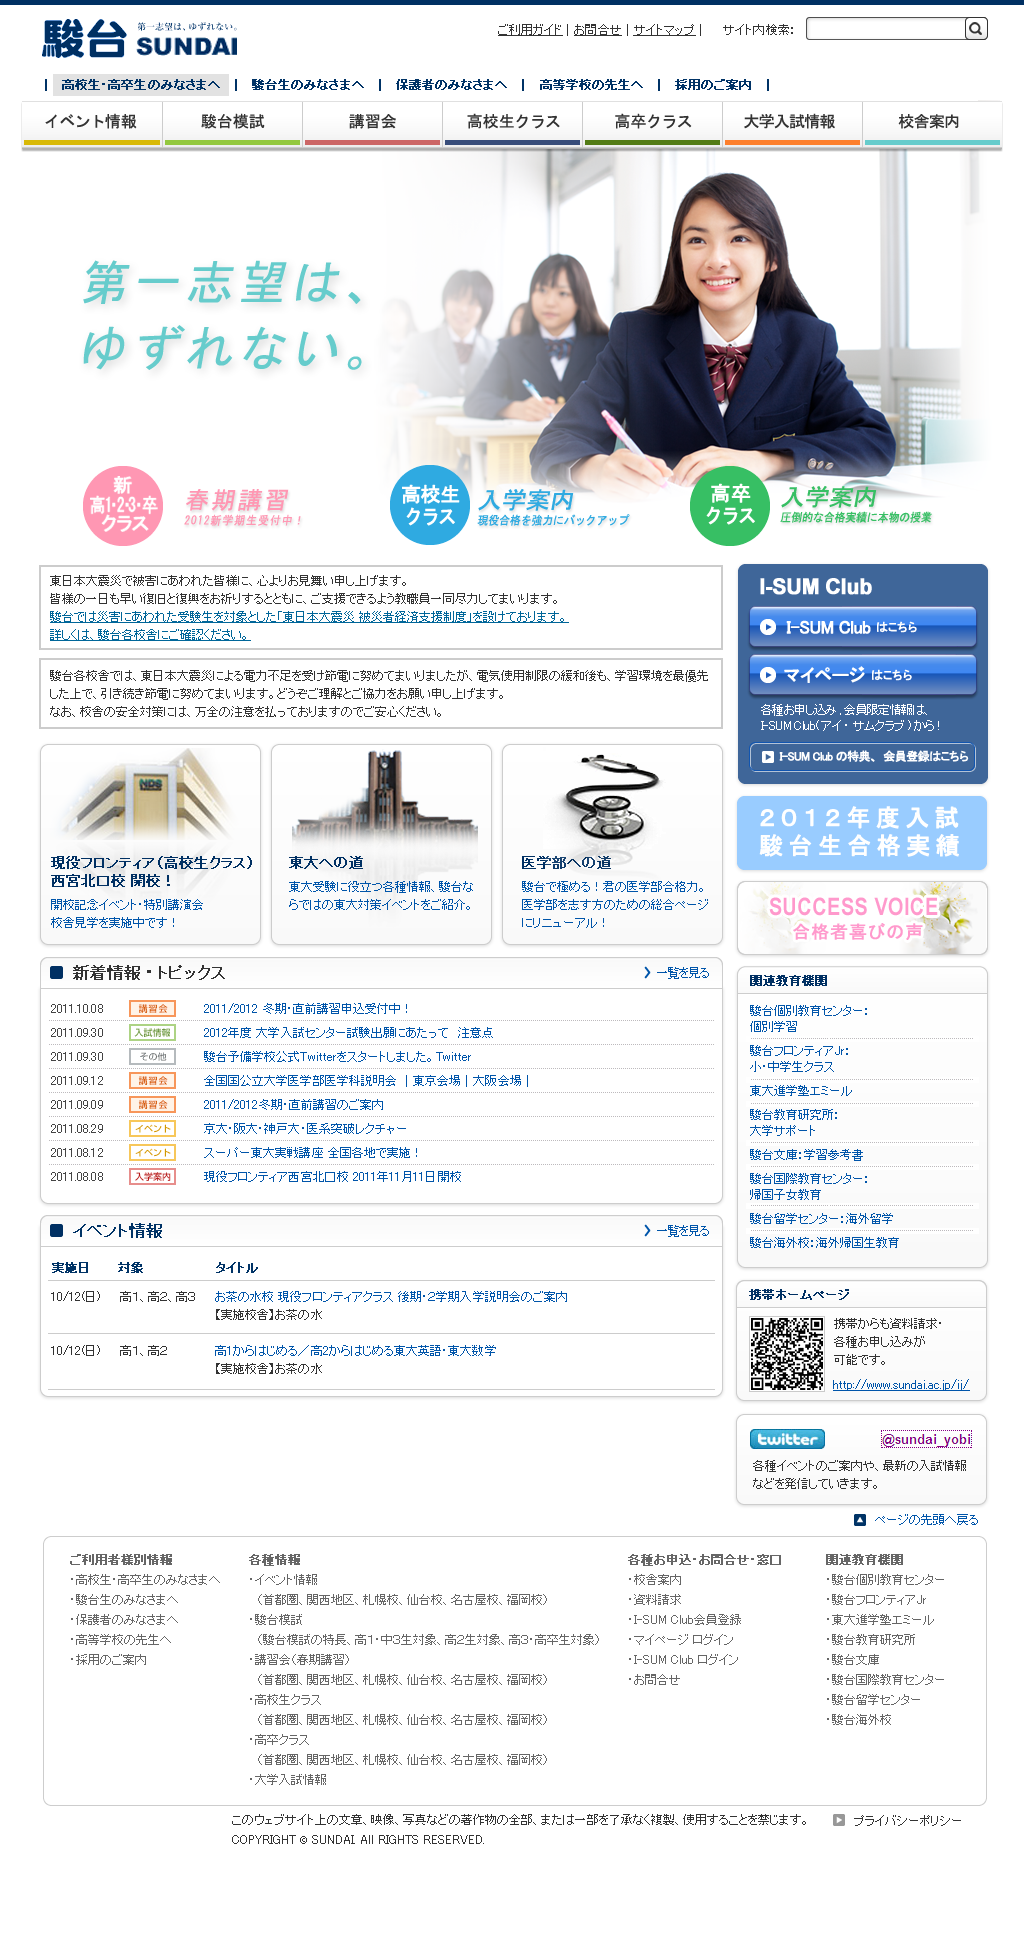 駿台 第一志望は、ゆずれない。 SUNDAI
ご利用ガイド | お問合せ | サイトマップ | サイト内検索:
高校生・高卒生のみなさまへ | 駿台生のみなさまへ | 保護者のみなさまへ | 高等学校の先生へ | 採用のご案内 |
イベント情報 駿台模試 講習会 高校生クラス 高卒クラス 大学入試情報 校舎案内
第一志望は、
ゆずれない。
新
高1・2・3・卒
クラス
春期講習
2012新学期生受付中!
高校生
クラス
入学案内
現役合格を強力にバックアップ
高卒
クラス
入学案内
圧倒的な合格実績に本物の授業
東日本大震災で被害にあわれた皆様に、心よりお見舞い申し上げます。
皆様の一日も早い復旧と復興をお祈りするとともに、ご支援できるよう教職員一同尽力してまいります。
駿台では災害にあわれた受験生を対象とした「東日本大震災 被災者経済支援制度」を設けております。
詳しくは、駿台各校舎にご確認ください。
駿台各校舎では、東日本大震災による電力不足を受け節電に努めてまいりましたが、電気使用制限の緩和後も、学習環境を最優先
した上で、引き続き節電に努めてまいります。どうぞご理解とご協力をお願い申し上げます。
なお、校舎の安全対策には、万全の注意を払っておりますのでご安心ください。
NDS
現役フロンティア(高校生クラス)
西宮北口校 開校!
開校記念イベント・特別講演会
校舎見学を実施中です!
東大への道
東大受験に役立つ各種情報、駿台な
らではの東大対策イベントをご紹介。
医学部への道
駿台で極める!君の医学部合格力。
医学部を志す方のための総合ページ
にリニューアル!
新着情報・トピックス 一覧を見る
2011.10.08 講習会 2011/2012 冬期・直前講習申込受付中!
2011.09.30 入試情報 2012年度 大学入試センター試験出願にあたって 注意点
2011.09.30 その他 駿台予備学校公式Twitterをスタートしました。Twitter
2011.09.12 講習会 全国国公立大学医学部医学科説明会 | 東京会場 | 大阪会場 |
2011.09.09 講習会 2011/2012冬期・直前講習のご案内
2011.08.29 イベント 京大・阪大・神戸大・医系突破レクチャー
2011.08.12 イベント スーパー東大実戦講座 全国各地で実施!
2011.08.08 入学案内 現役フロンティア西宮北口校 2011年11月11日開校
イベント情報 一覧を見る
実施日 対象 タイトル
10/12(日) 高1、高2、高3 お茶の水校 現役フロンティアクラス 後期・2学期入学説明会のご案内
【実施校舎】お茶の水
10/12(日) 高1、高2 高1からはじめる/高2からはじめる東大英語・東大数学
【実施校舎】お茶の水
I-SUM Club
I-SUM Club はこちら
マイページ はこちら
各種お申し込み,会員限定情報は、
I-SUM Club(アイ・サムクラブ)から!
I-SUM Club の特典、会員登録はこちら
2012年度入試
駿台生合格実績
SUCCESS VOICE
合格者喜びの声
関連教育機関
駿台個別教育センター:
個別学習
駿台フロンティアJr:
小・中学生クラス
東大進学塾エミール
駿台教育研究所:
大学サポート
駿台文庫:学習参考書
駿台国際教育センター:
帰国子女教育
駿台留学センター:海外留学
駿台海外校:海外帰国生教育
携帯ホームページ
携帯からも資料請求・
各種お申し込みが
可能です。
http://www.sundai.ac.jp/ij/
twitter @sundai_yobi
各種イベントのご案内や、最新の入試情報
などを発信していきます。
ページの先頭へ戻る
ご利用者様別情報
・高校生・高卒生のみなさまへ
・駿台生のみなさまへ
・保護者のみなさまへ
・高等学校の先生へ
・採用のご案内
各種情報
・イベント情報
(首都圏、関西地区、札幌校、仙台校、名古屋校、福岡校)
・駿台模試
(駿台模試の特長、高1・中3生対象、高2生対象、高3・高卒生対象)
・講習会(春期講習)
(首都圏、関西地区、札幌校、仙台校、名古屋校、福岡校)
・高校生クラス
(首都圏、関西地区、札幌校、仙台校、名古屋校、福岡校)
・高卒クラス
(首都圏、関西地区、札幌校、仙台校、名古屋校、福岡校)
・大学入試情報
各種お申込・お問合せ・窓口
・校舎案内
・資料請求
・I-SUM Club会員登録
・マイページ ログイン
・I-SUM Club ログイン
・お問合せ
関連教育機関
・駿台個別教育センター
・駿台フロンティアJr
・東大進学塾エミール
・駿台教育研究所
・駿台文庫
・駿台国際教育センター
・駿台留学センター
・駿台海外校
このウェブサイト上の文章、映像、写真などの著作物の全部、または一部を了承なく複製、使用することを禁じます。 プライバシーポリシー
COPYRIGHT © SUNDAI All RIGHTS RESERVED.